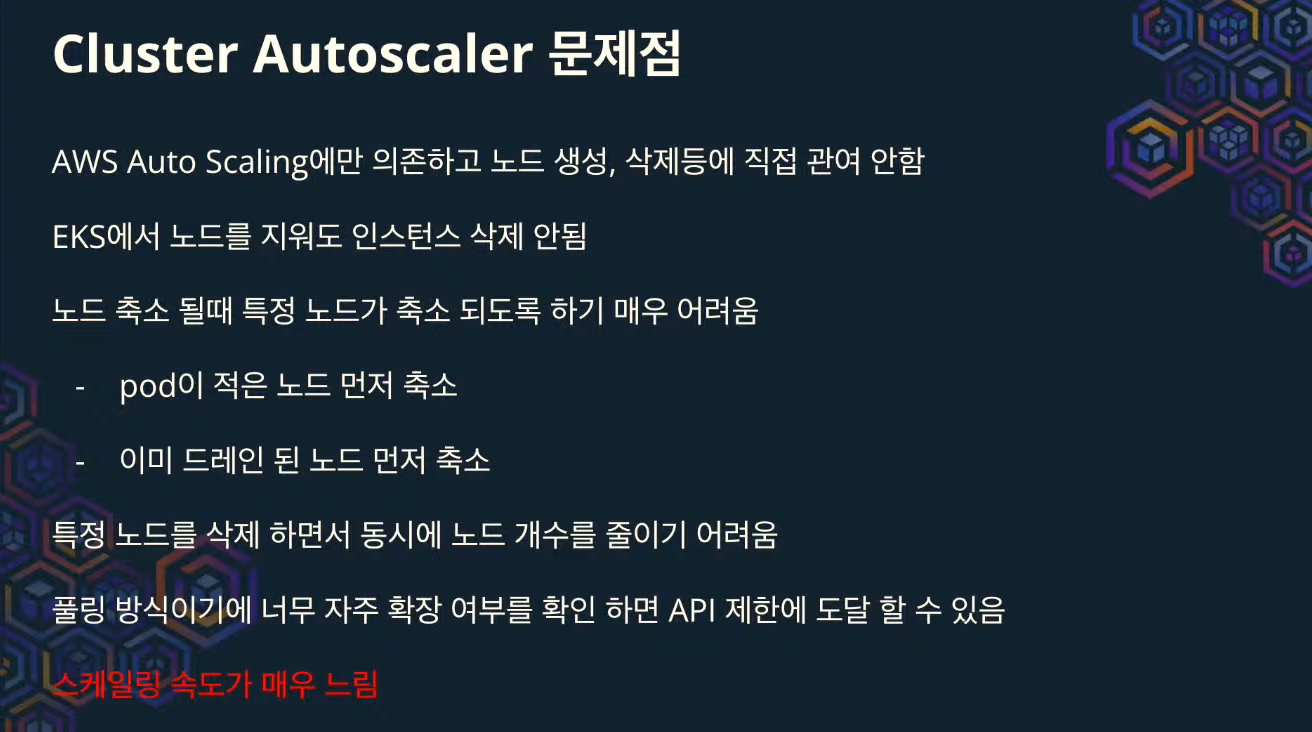 Cluster Autoscaler 문제점
AWS Auto Scaling에만 의존하고 노드 생성, 삭제등에 직접 관여 안함
EKS에서 노드를 지워도 인스턴스 삭제 안됨
노드 축소 될때 특정 노드가 축소 되도록 하기 매우 어려움
- pod이 적은 노드 먼저 축소
- 이미 드레인 된 노드 먼저 축소
특정 노드를 삭제 하면서 동시에 노드 개수를 줄이기 어려움
풀링 방식이기에 너무 자주 확장 여부를 확인 하면 API 제한에 도달 할 수 있음
스케일링 속도가 매우 느림